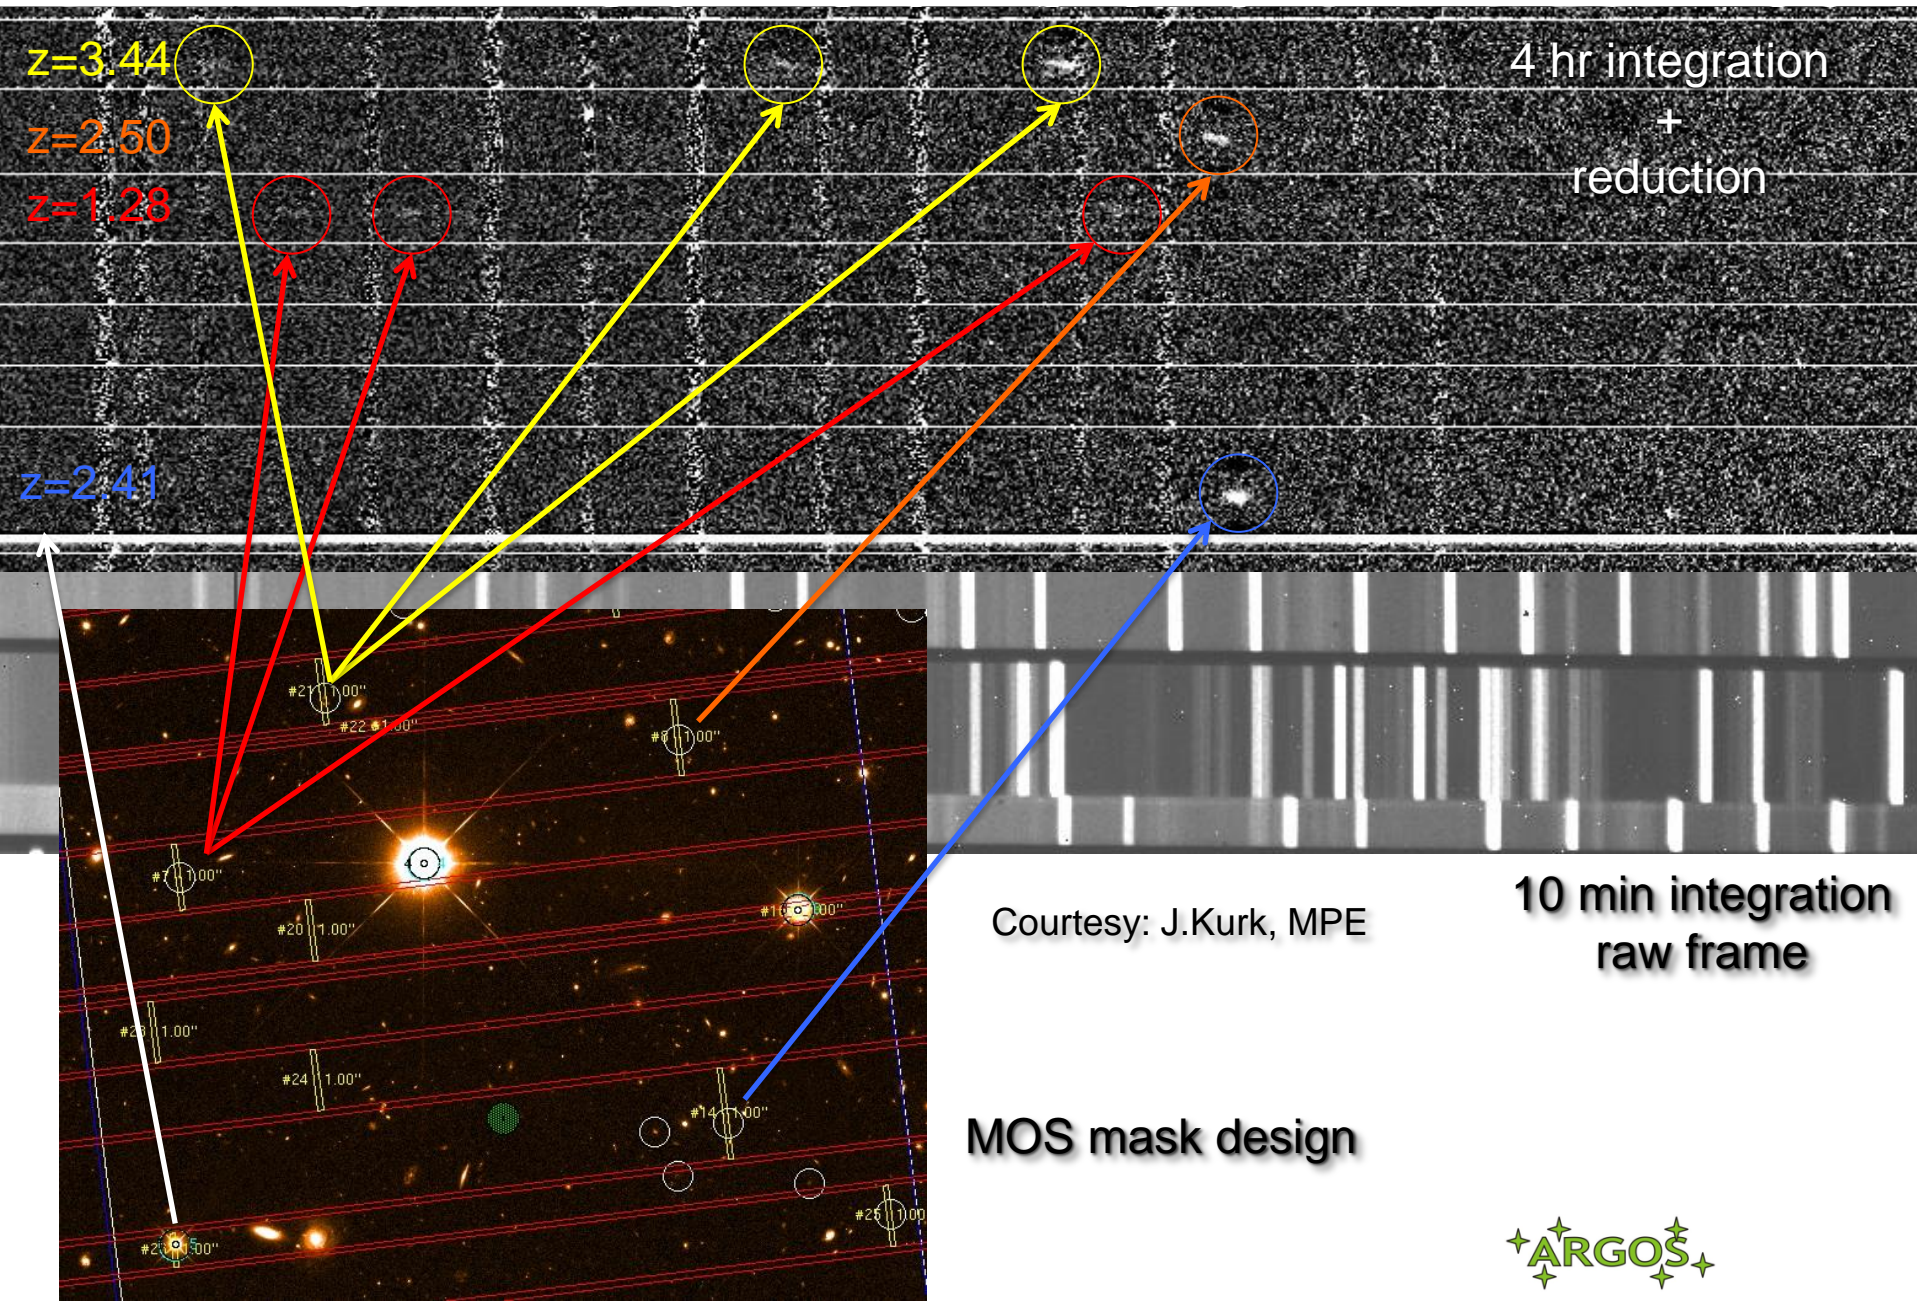 z=3.44
4 hr integration
+
z=2.50
reduction
z=1.28
z=2.41
#21 1.00"
#22 1.00"
#8 1.00"
#7 1.00"
4
#20 1.00"
1.00"
#24 1.00"
#14 1.00"
#25 1.00
Courtesy: J.Kurk, MPE
10 min integration
raw frame
MOS mask design
ARGOS